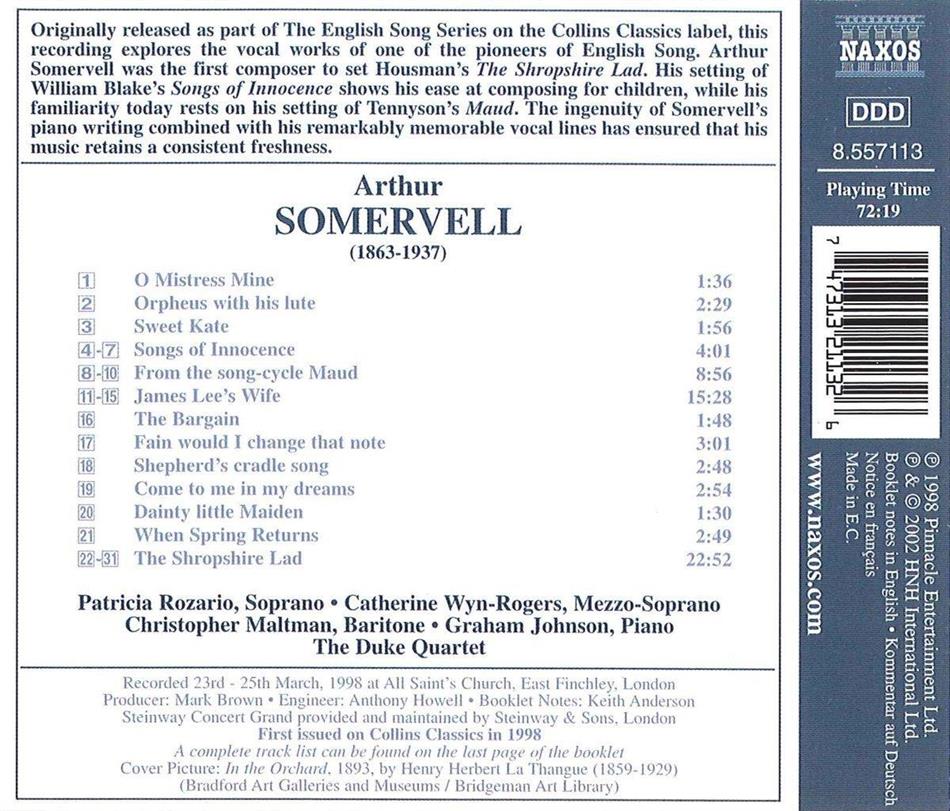 Originally released as part of The English Song Series on the Collins Classics label, this
recording explores the vocal works of one of the pioneers of English Song. Arthur
Somervell was the first composer to set Housman's The Shropshire Lad. His setting of
William Blake's Songs of Innocence shows his ease at composing for children, while his
familiarity today rests on his setting of Tennyson's Maud. The ingenuity of Somervell's
piano writing combined with his remarkably memorable vocal lines has ensured that his
music retains a consistent freshness.
Arthur
SOMERVELL
(1863-1937)
1 O Mistress Mine 1:36
2 Orpheus with his lute 2:29
3 Sweet Kate 1:56
4-7 Songs of Innocence 4:01
8-10 From the song-cycle Maud 8:56
11-15 James Lee's Wife 15:28
16 The Bargain 1:48
17 Fain would I change that note 3:01
18 Shepherd's cradle song 2:48
19 Come to me in my dreams 2:54
20 Dainty little Maiden 1:30
21 When Spring Returns 2:49
22-31 The Shropshire Lad 22:52
Patricia Rozario, Soprano • Catherine Wyn-Rogers, Mezzo-Soprano
Christopher Maltman, Baritone • Graham Johnson, Piano
The Duke Quartet
Recorded 23rd - 25th March, 1998 at All Saint's Church, East Finchley, London
Producer: Mark Brown • Engineer: Anthony Howell • Booklet Notes: Keith Anderson
Steinway Concert Grand provided and maintained by Steinway & Sons, London
First issued on Collins Classics in 1998
A complete track list can be found on the last page of the booklet
Cover Picture: In the Orchard, 1893, by Henry Herbert La Thangue (1859-1929)
(Bradford Art Galleries and Museums / Bridgeman Art Library)
NAXOS
DDD
8.557113
Playing Time
72:19
7 47313 21132 6
℗ 1998 Pinnacle Entertainment Ltd.
℗ & © 2002 HNH International Ltd.
Booklet notes in English • Kommentar auf Deutsch
Notice en français
Made in E.C.
www.naxos.com